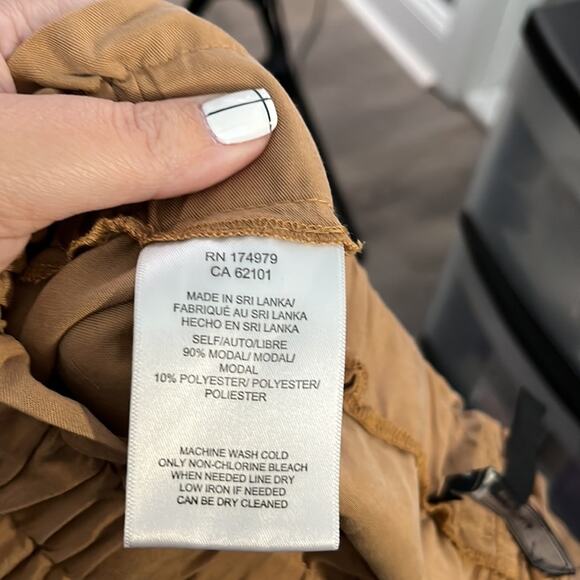 RN 174979
CA 62101
MADE IN SRI LANKA/
FABRIQUÉ AU SRI LANKA
HECHO EN SRI LANKA
SELF/AUTO/LIBRE
90% MODAL/ MODAL/
MODAL
10% POLYESTER/ POLYESTER/
POLIESTER
MACHINE WASH COLD
ONLY NON-CHLORINE BLEACH
WHEN NEEDED LINE DRY
LOW IRON IF NEEDED
CAN BE DRY CLEANED